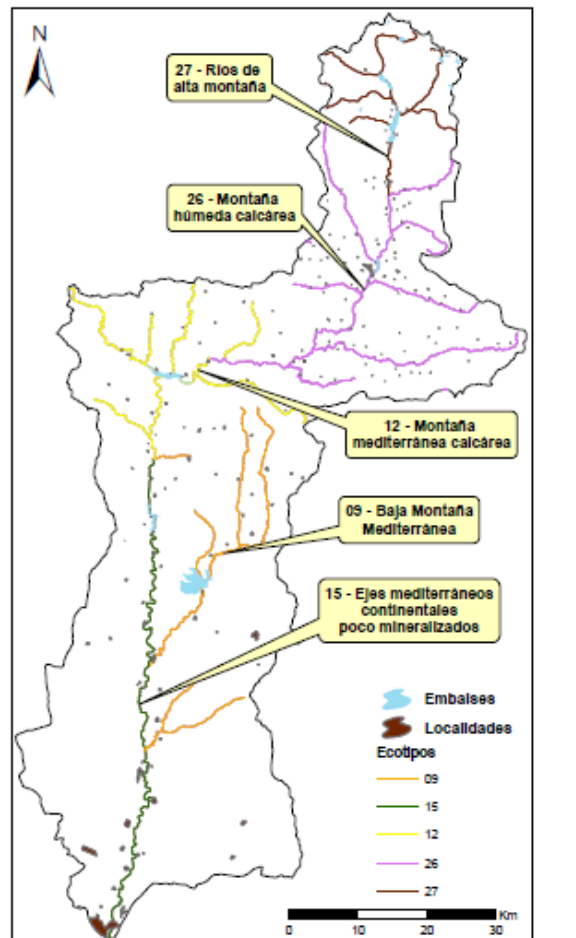 N
27 - Ríos de
alta montaña
26 - Montaña
húmeda calcárea
12 - Montaña
mediterránea calcárea
09 - Baja Montaña
Mediterránea
15 - Ejes mediterráneos
continentales
poco mineralizados
Embalses
Localidades
Ecotipos
09
15
12
26
27
Km
0 10 20 30